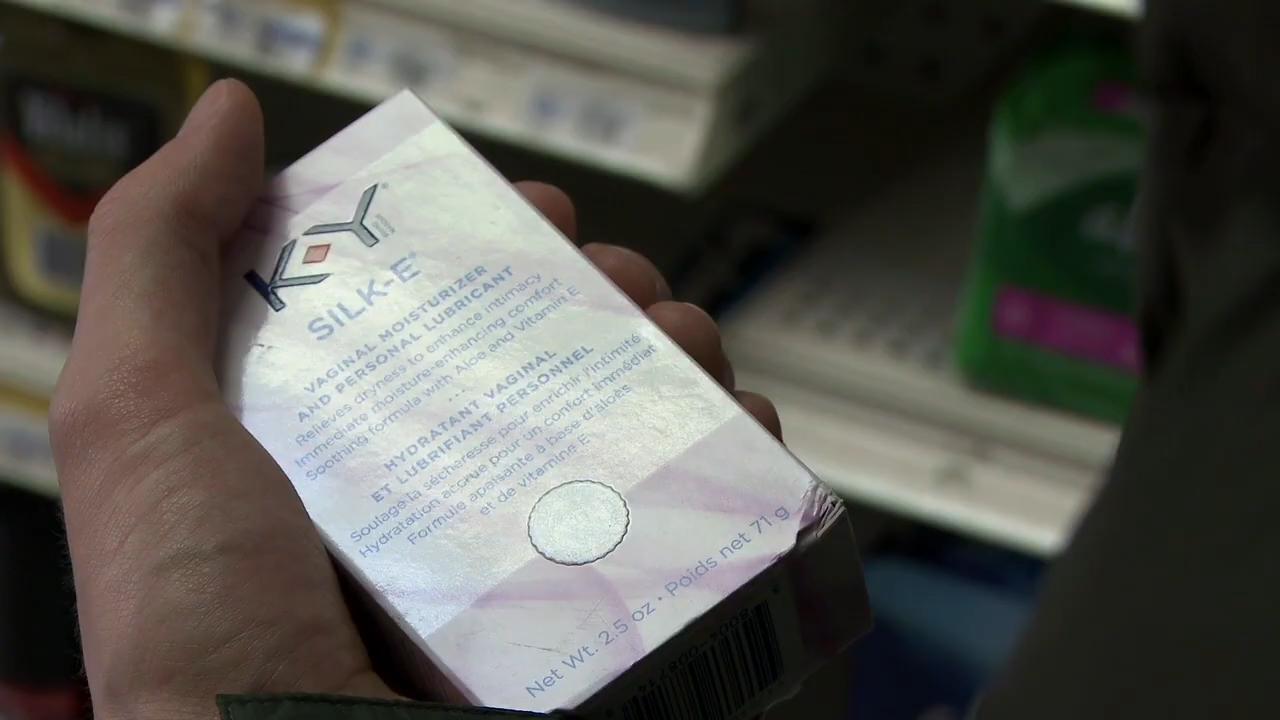 KY®
SILK-E®
VAGINAL MOISTURIZER
AND PERSONAL LUBRICANT
Relieves dryness to enhance intimacy
Immediate moisture-enhancing comfort
Soothing formula with Aloe and Vitamin E
HYDRATANT VAGINAL
ET LUBRIFIANT PERSONNEL
Soulage la sécheresse pour enrichir l'intimité
Hydratation accrue pour un confort immédiat
Formule apaisante à base d'aloès
et de vitamine E
Net Wt. 2.5 oz • Poids net 71 g